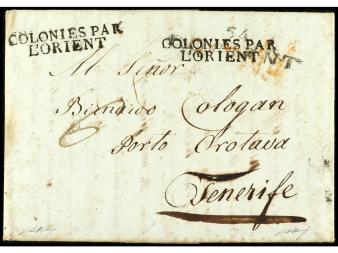 COLONIES PAR
L'ORIENT
COLONIES PAR
L'ORIENT
Al Señor
Bernardo Cologan
Porto Orotava
Tenerife